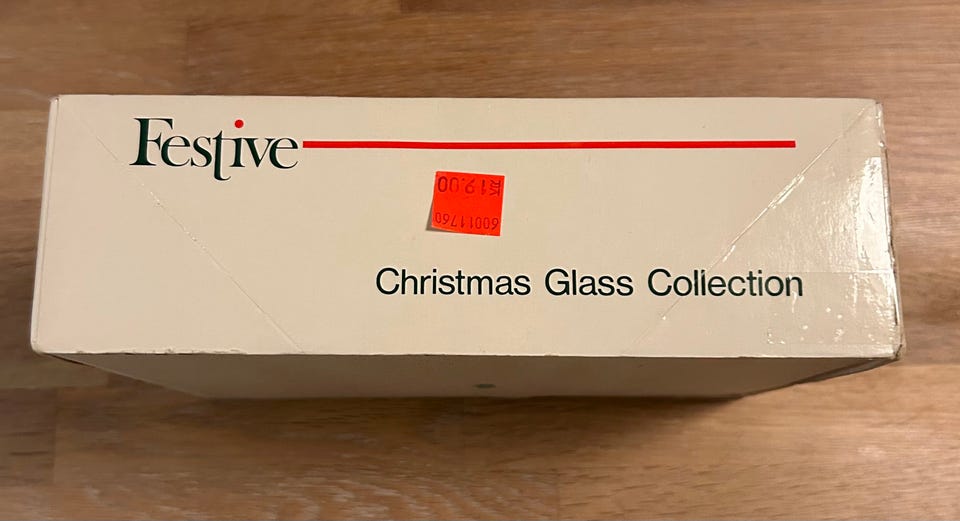 Festive
60011760
19.00
Christmas Glass Collection